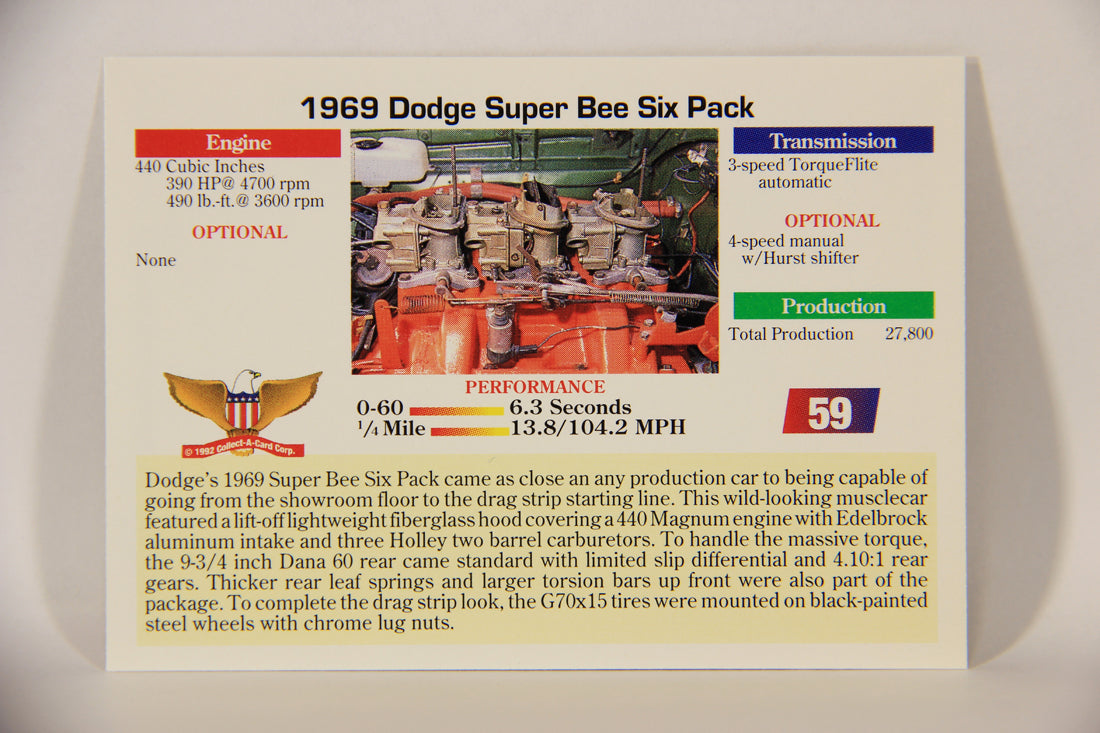 1969 Dodge Super Bee Six Pack
Engine
440 Cubic Inches
390 HP@ 4700 rpm
490 lb.-ft.@ 3600 rpm
OPTIONAL
None
Transmission
3-speed TorqueFlite
automatic
OPTIONAL
4-speed manual
w/Hurst shifter
Production
Total Production 27,800
PERFORMANCE
0-60 6.3 Seconds
1/4 Mile 13.8/104.2 MPH
59
© 1992 Collect-A-Card Corp.
Dodge's 1969 Super Bee Six Pack came as close an any production car to being capable of
going from the showroom floor to the drag strip starting line. This wild-looking musclecar
featured a lift-off lightweight fiberglass hood covering a 440 Magnum engine with Edelbrock
aluminum intake and three Holley two barrel carburetors. To handle the massive torque,
the 9-3/4 inch Dana 60 rear came standard with limited slip differential and 4.10:1 rear
gears. Thicker rear leaf springs and larger torsion bars up front were also part of the
package. To complete the drag strip look, the G70x15 tires were mounted on black-painted
steel wheels with chrome lug nuts.